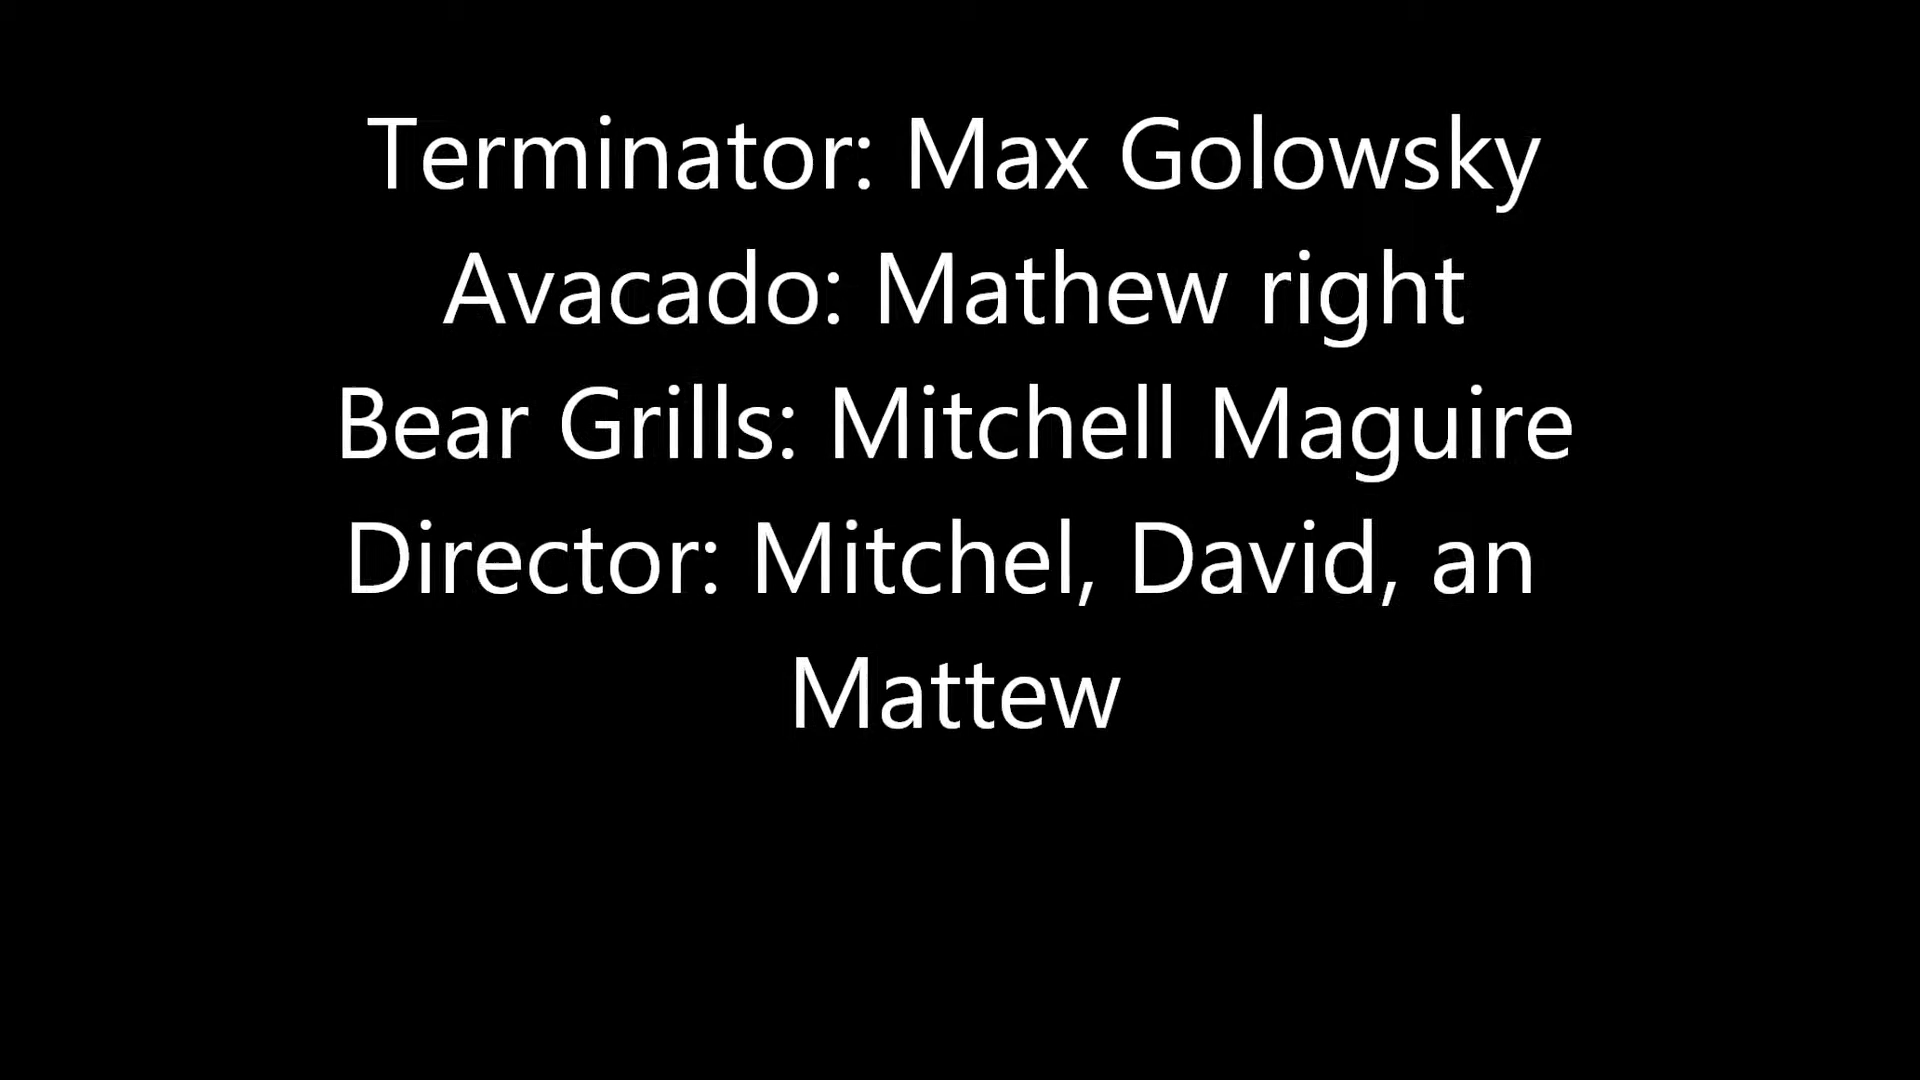 Terminator: Max Golowsky
Avacado: Mathew right
Bear Grills: Mitchell Maguire
Director: Mitchel, David, an
Mattew